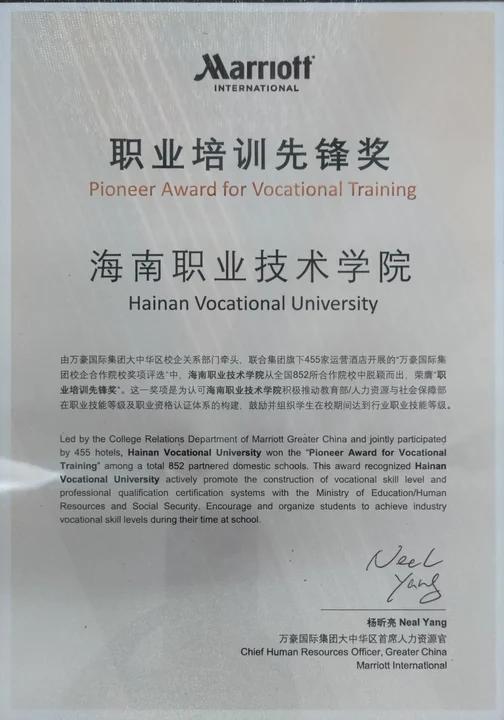 Marriott
INTERNATIONAL
职业培训先锋奖
Pioneer Award for Vocational Training
海南职业技术学院
Hainan Vocational University
由万豪国际集团大中华区校企关系部门牵头，联合集团旗下455家运营酒店开展的“万豪国际集
团校企合作院校奖项评选”中，海南职业技术学院从全国852所合作院校中脱颖而出，荣膺“职
业培训先锋奖”。这一奖项是为认可海南职业技术学院积极推动教育部/人力资源与社会保障部
在职业技能等级及职业资格认证体系的构建，鼓励并组织学生在校期间达到行业职业技能等级。
Led by the College Relations Department of Marriott Greater China and jointly participated
by 455 hotels, Hainan Vocational University won the "Pioneer Award for Vocational
Training" among a total 852 partnered domestic schools. This award recognized Hainan
Vocational University actively promote the construction of vocational skill level and
professional qualification certification systems with the Ministry of Education/Human
Resources and Social Security. Encourage and organize students to achieve industry
vocational skill levels during their time at school.
Neal
Yang
杨昕亮 Neal Yang
万豪国际集团大中华区首席人力资源官
Chief Human Resources Officer, Greater China
Marriott International